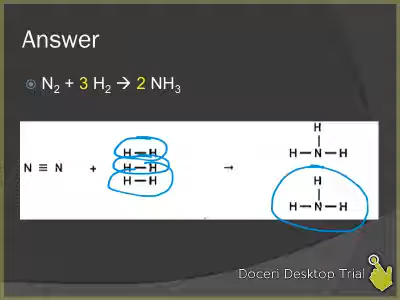 Answer
N₂ + 3 H₂ → 2 NH₃
H
H — H
H — N — H
N ≡ N + H — H →
H
H — H
H — N — H
Doceri Desktop Trial